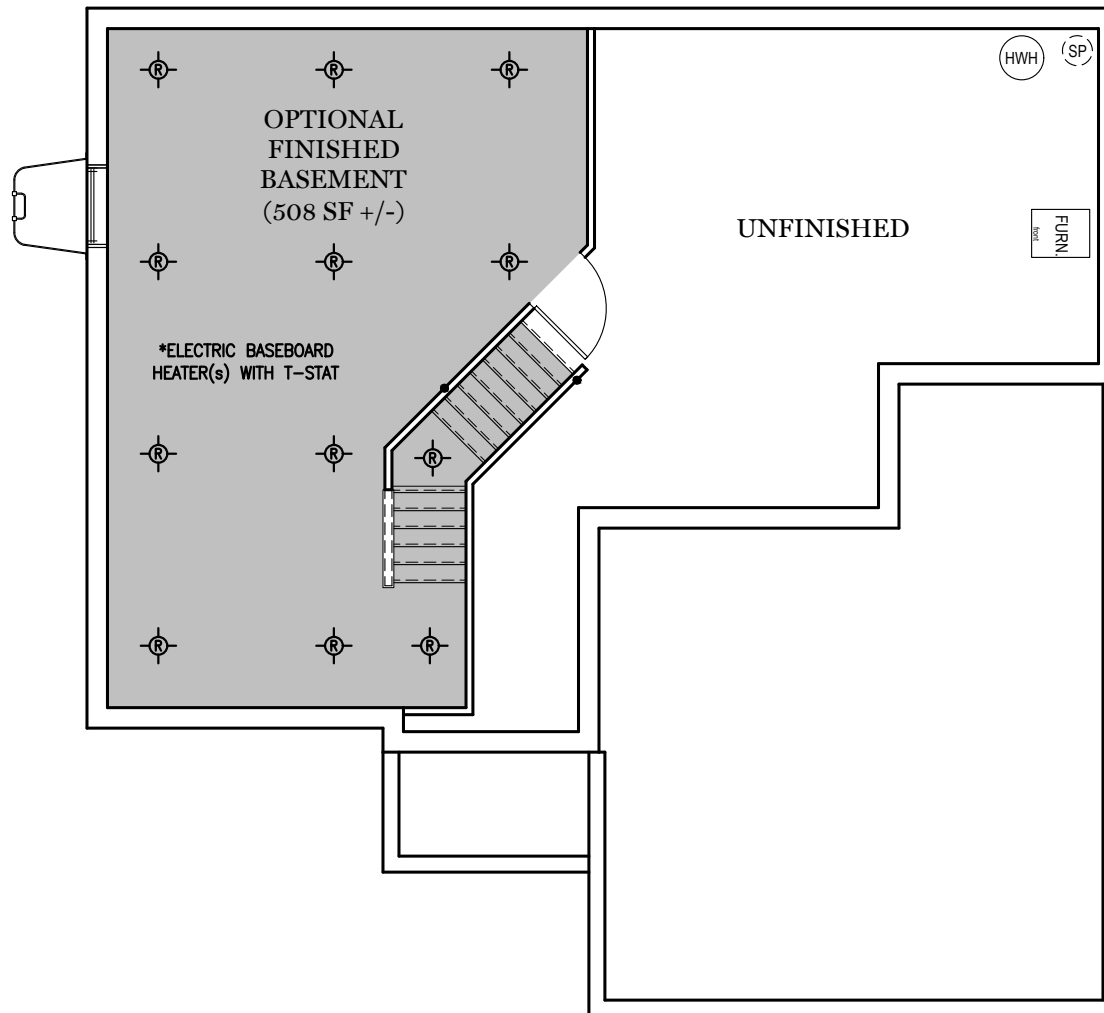 Ⓡ Ⓡ Ⓡ
HWH
SP
OPTIONAL
FINISHED
BASEMENT
(508 SF +/-)
UNFINISHED
FURN.
front
Ⓡ Ⓡ Ⓡ
*ELECTRIC BASEBOARD
HEATER(s) WITH T-STAT
Ⓡ Ⓡ Ⓡ
Ⓡ Ⓡ Ⓡ